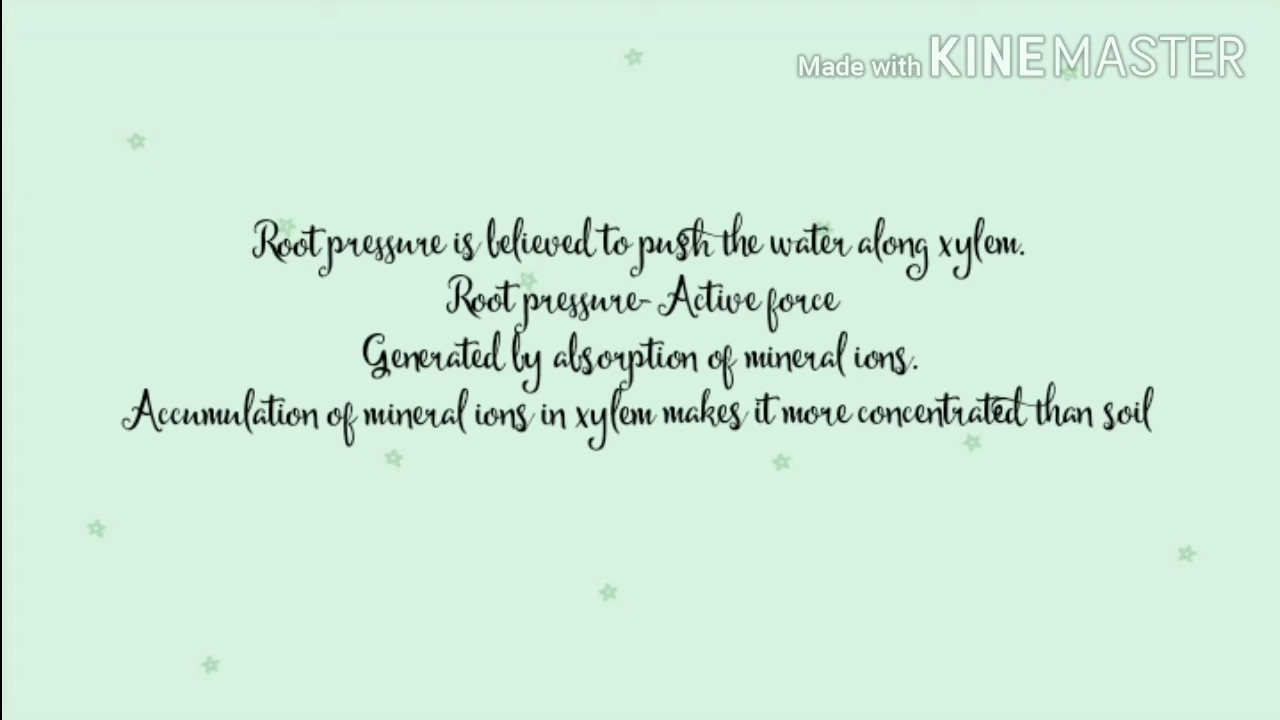 Made with KINEMASTER
Root pressure is believed to push the water along xylem.
Root pressure- Active force
Generated by absorption of mineral ions.
Accumulation of mineral ions in xylem makes it more concentrated than soil